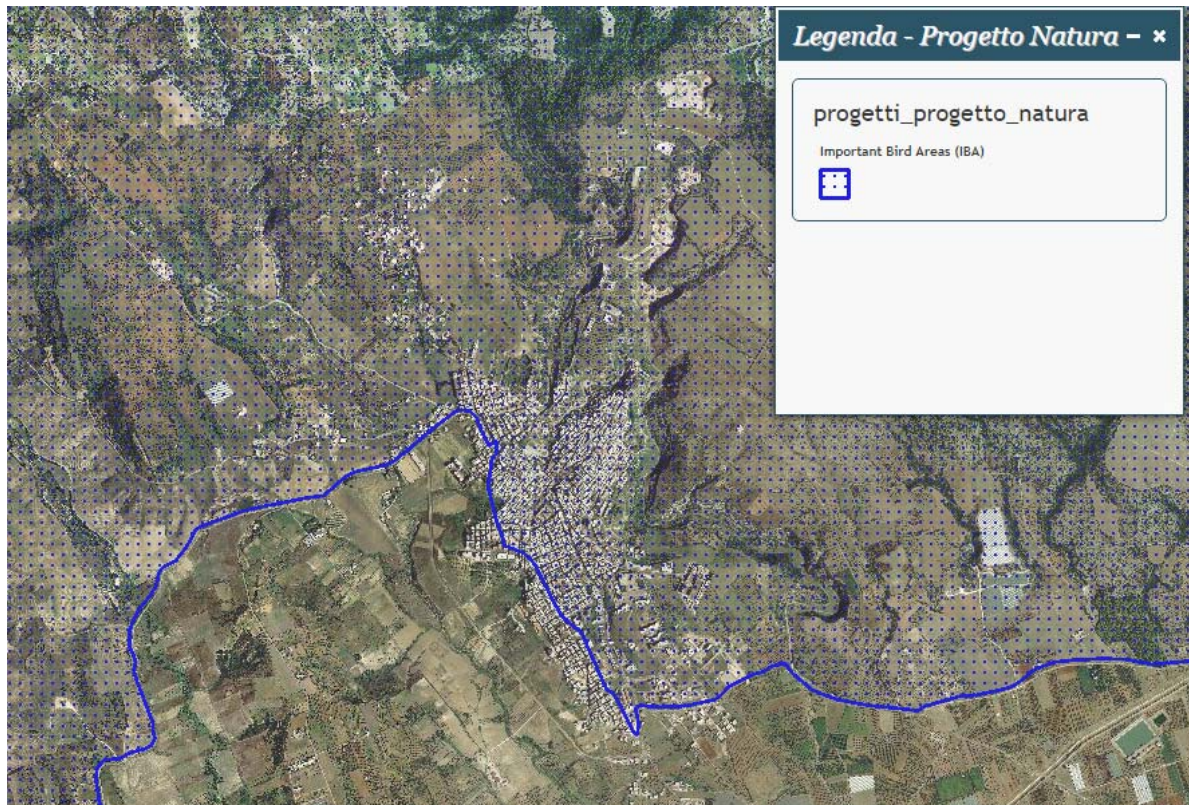 Legenda - Progetto Natura
progetti_progetto_natura
Important Bird Areas (IBA)